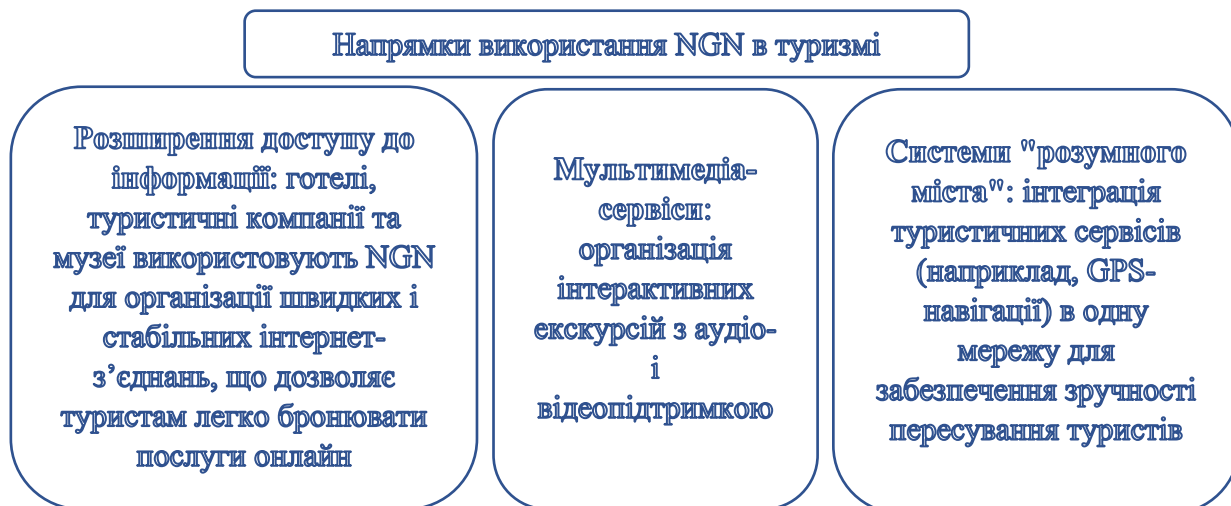 Напрямки використання NGN в туризмі
Розширення доступу до
інформації: готелі,
туристичні компанії та
музеї використовують NGN
для організації швидких і
стабільних інтернет-
з’єднань, що дозволяє
туристам легко бронювати
послуги онлайн
Мультимедіа-
сервіси:
організація
інтерактивних
екскурсій з аудіо-
і
відеопідтримкою
Системи "розумного
міста": інтеграція
туристичних сервісів
(наприклад, GPS-
навігації) в одну
мережу для
забезпечення зручності
пересування туристів